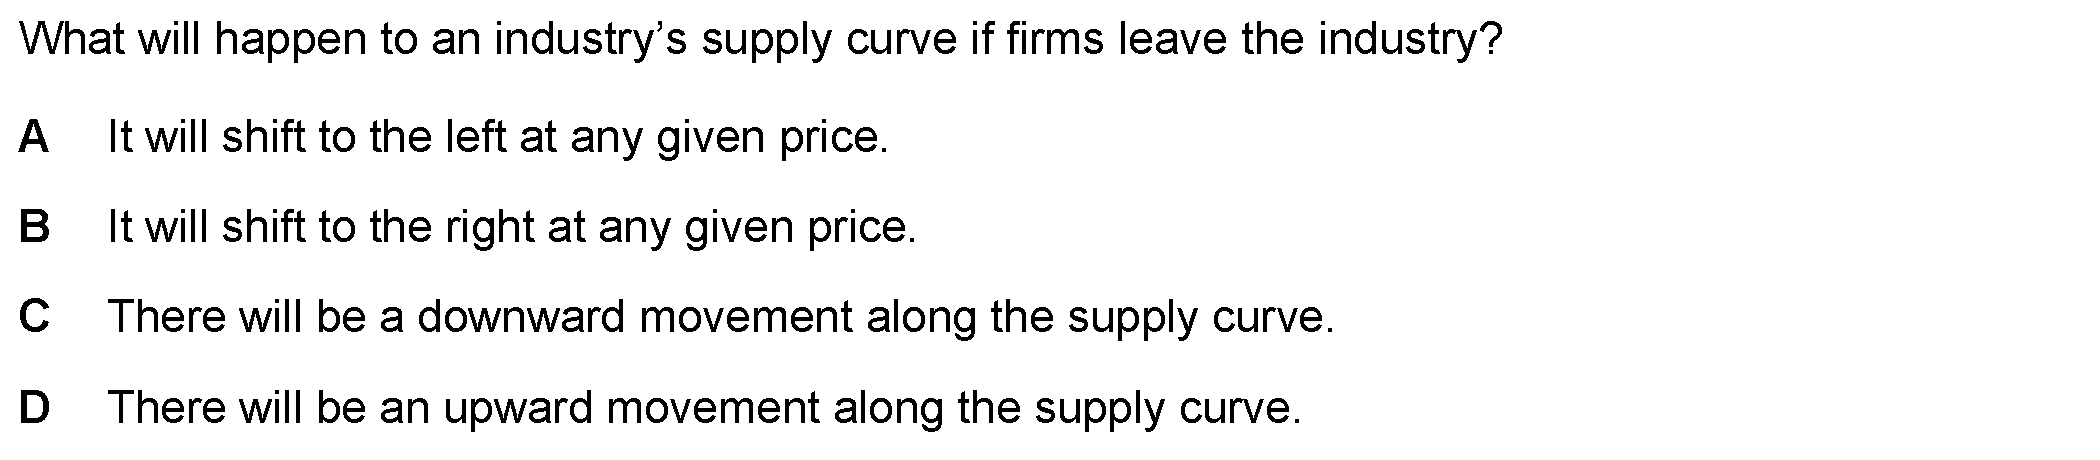 What will happen to an industry’s supply curve if firms leave the industry?
A It will shift to the left at any given price.
B It will shift to the right at any given price.
C There will be a downward movement along the supply curve.
D There will be an upward movement along the supply curve.